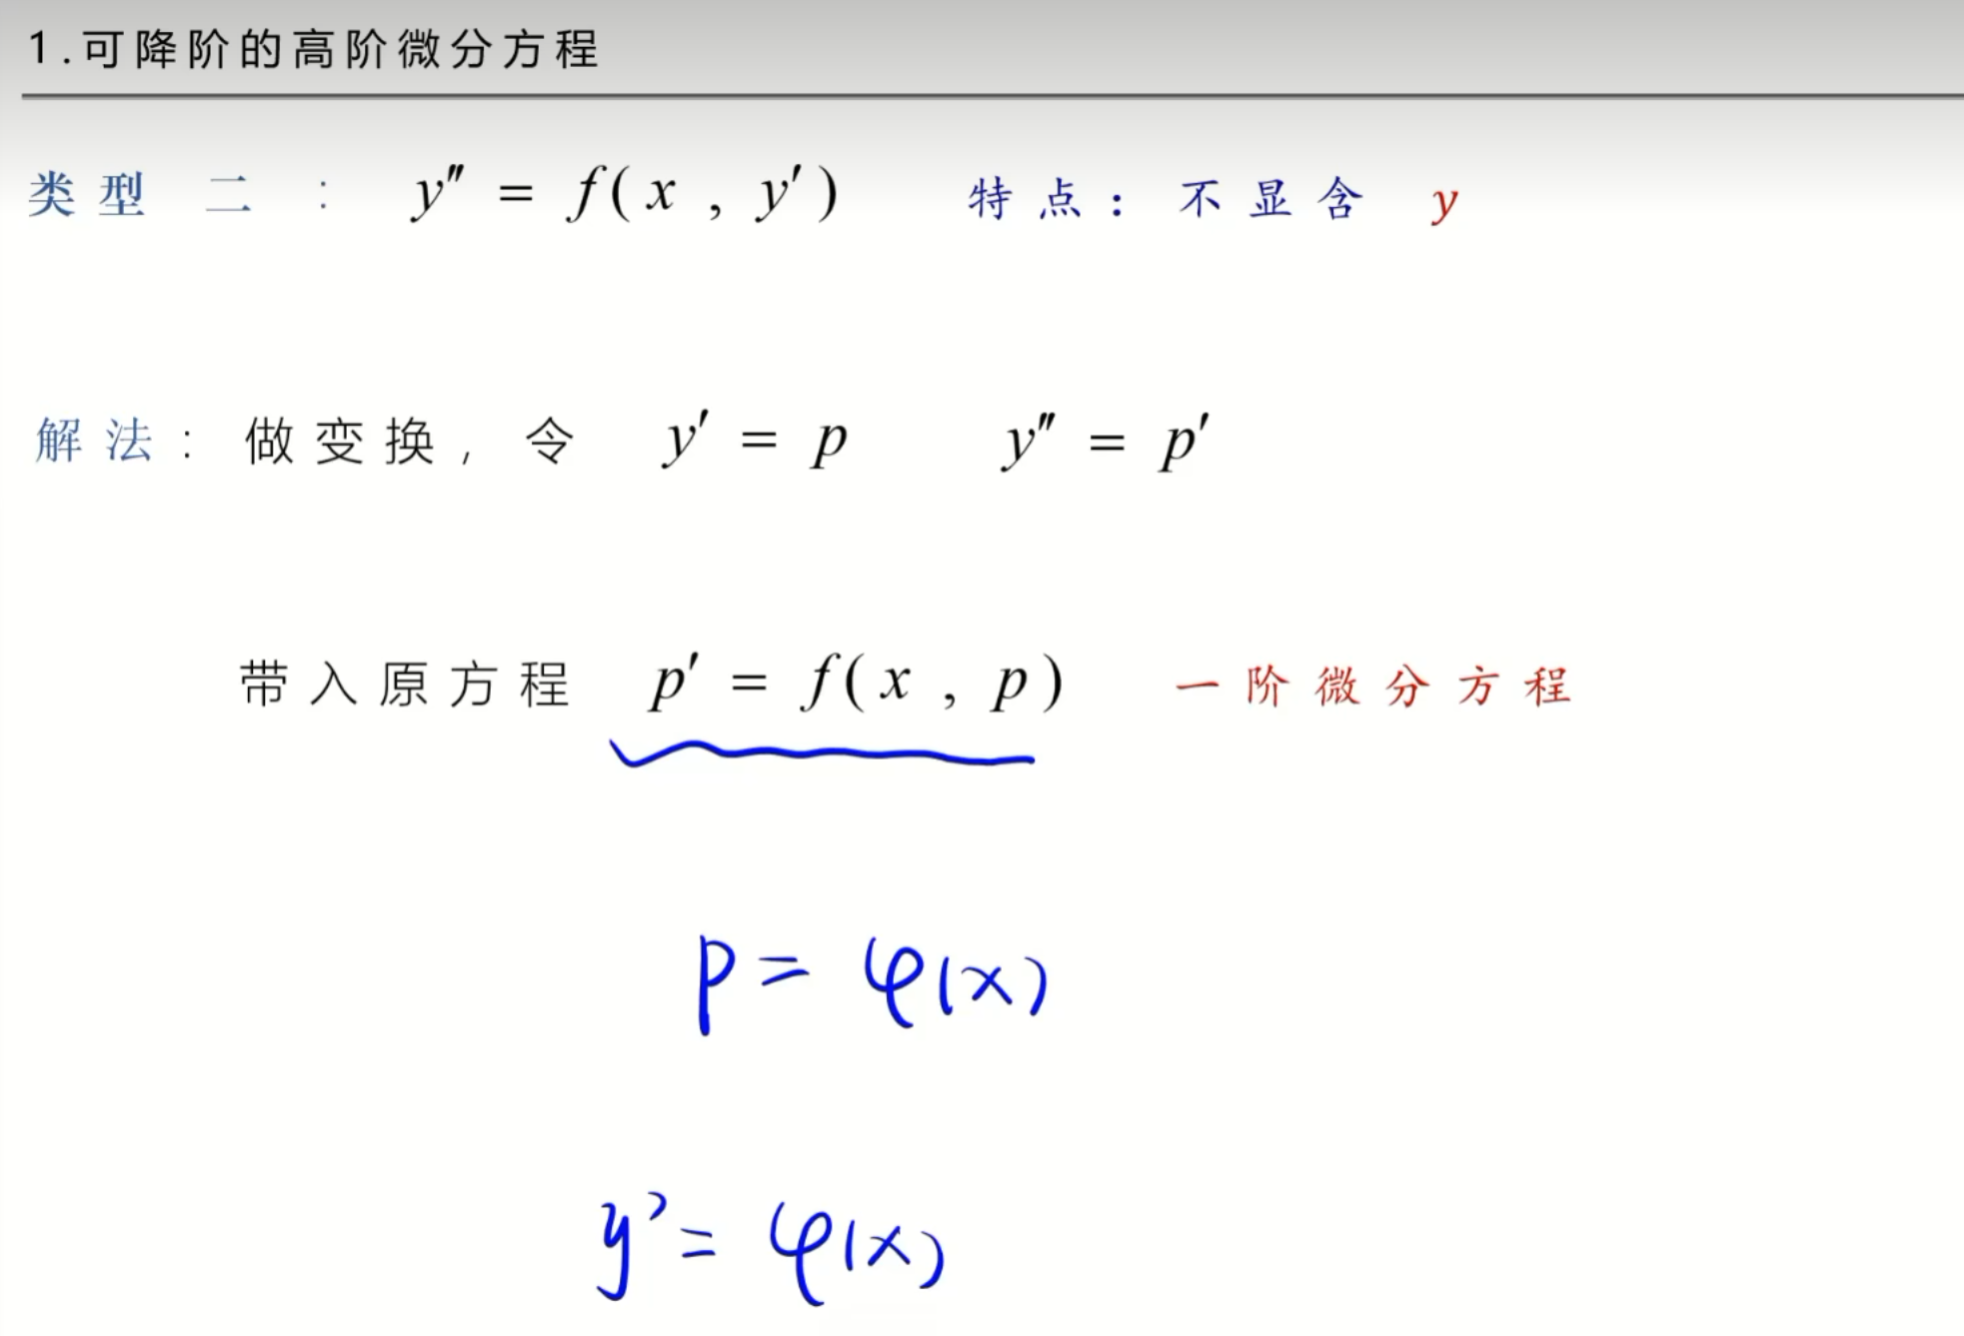 1.可降阶的高阶微分方程
类型二: y″ = f(x, y′) 特点：不显含 y
解法: 做变换, 令 y′ = p y″ = p′
带入原方程 p′ = f(x, p) 一阶微分方程
p = φ(x)
y′ = φ(x)